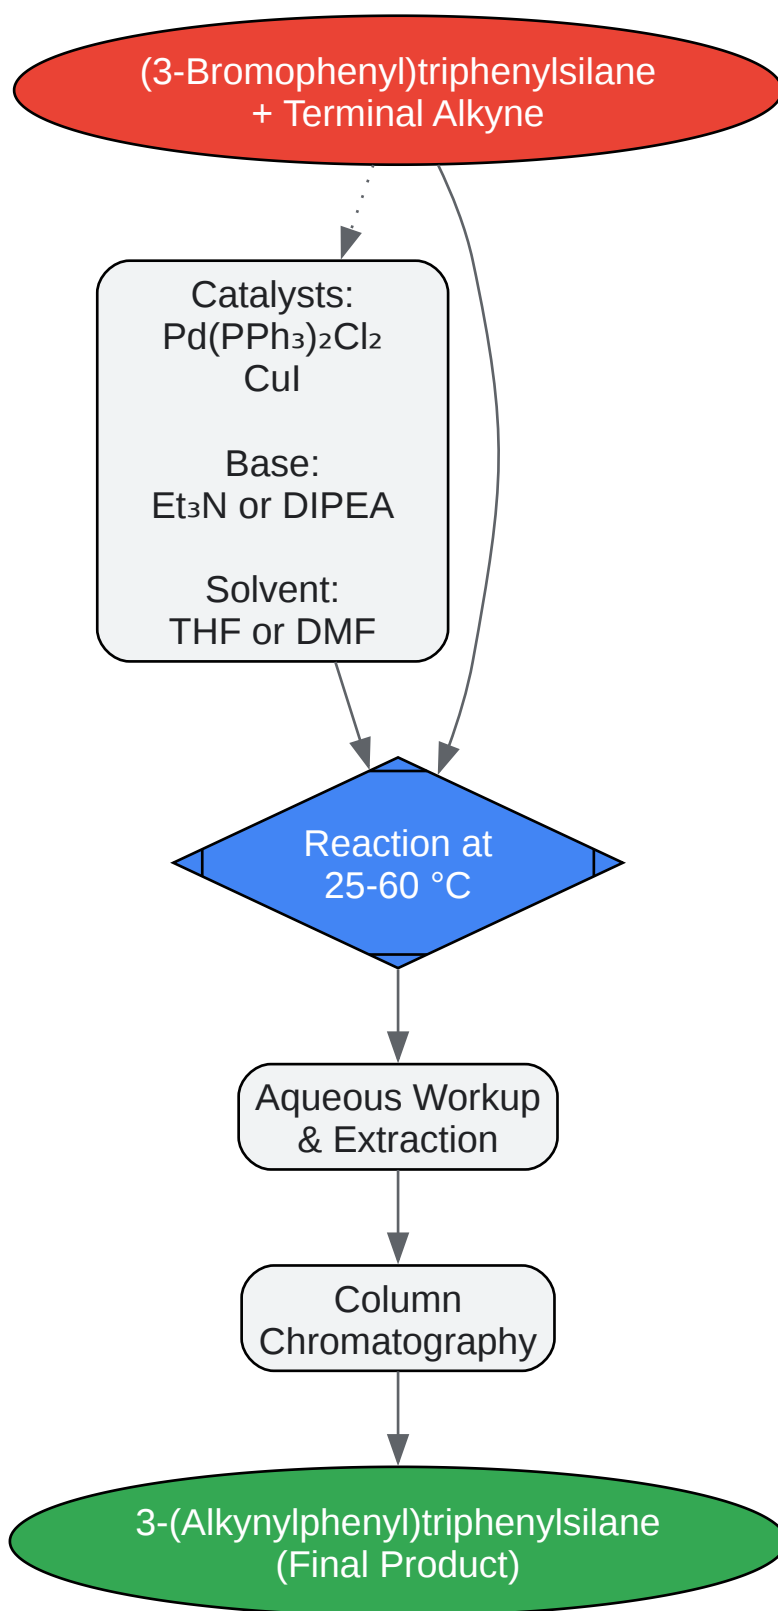 (3-Bromophenyl)triphenylsilane
+ Terminal Alkyne
Catalysts:
Pd(PPh₃)₂Cl₂
CuI
Base:
Et₃N or DIPEA
Solvent:
THF or DMF
Reaction at
25-60 °C
Aqueous Workup
& Extraction
Column
Chromatography
3-(Alkynylphenyl)triphenylsilane
(Final Product)